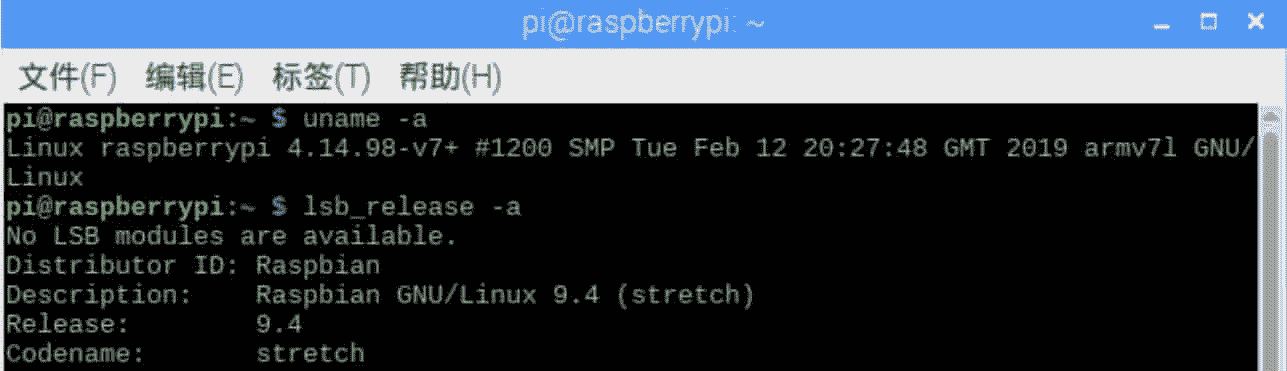 pi@raspberrypi: ~
文件(F) 编辑(E) 标签(T) 帮助(H)
pi@raspberrypi:~ $ uname -a
Linux raspberrypi 4.14.98-v7+ #1200 SMP Tue Feb 12 20:27:48 GMT 2019 armv7l GNU/
Linux
pi@raspberrypi:~ $ lsb_release -a
No LSB modules are available.
Distributor ID: Raspbian
Description:    Raspbian GNU/Linux 9.4 (stretch)
Release:        9.4
Codename:       stretch